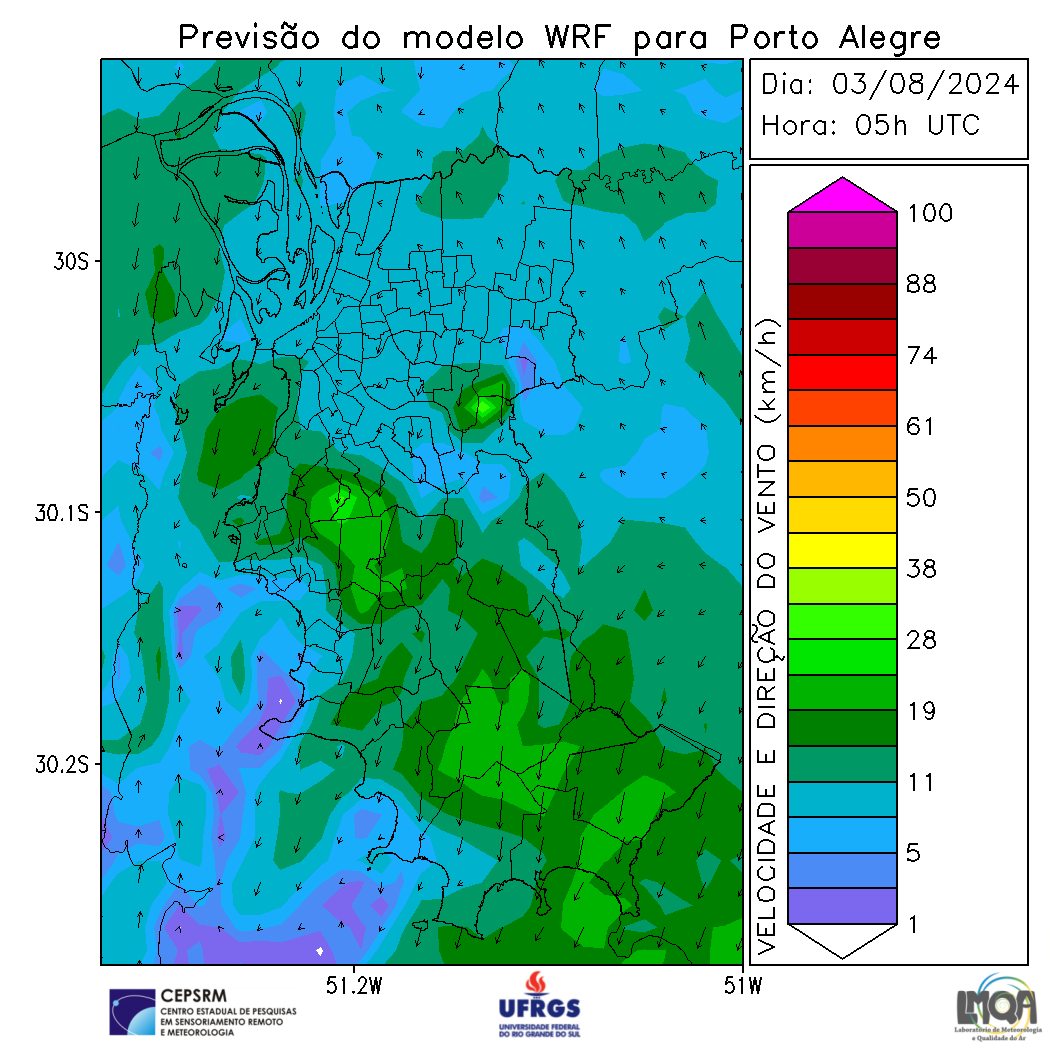 Previsão do modelo WRF para Porto Alegre
Dia: 03/08/2024
Hora: 05h UTC
30S
30.1S
30.2S
51.2W
51W
VELOCIDADE E DIREÇÃO DO VENTO (km/h)
100
88
74
61
50
38
28
19
11
5
1
CEPSRM
CENTRO ESTADUAL DE PESQUISAS
EM SENSORIAMENTO REMOTO
E METEOROLOGIA
UFRGS
UNIVERSIDADE FEDERAL
DO RIO GRANDE DO SUL
LMQA
Laboratório de Meteorologia
e Qualidade do Ar